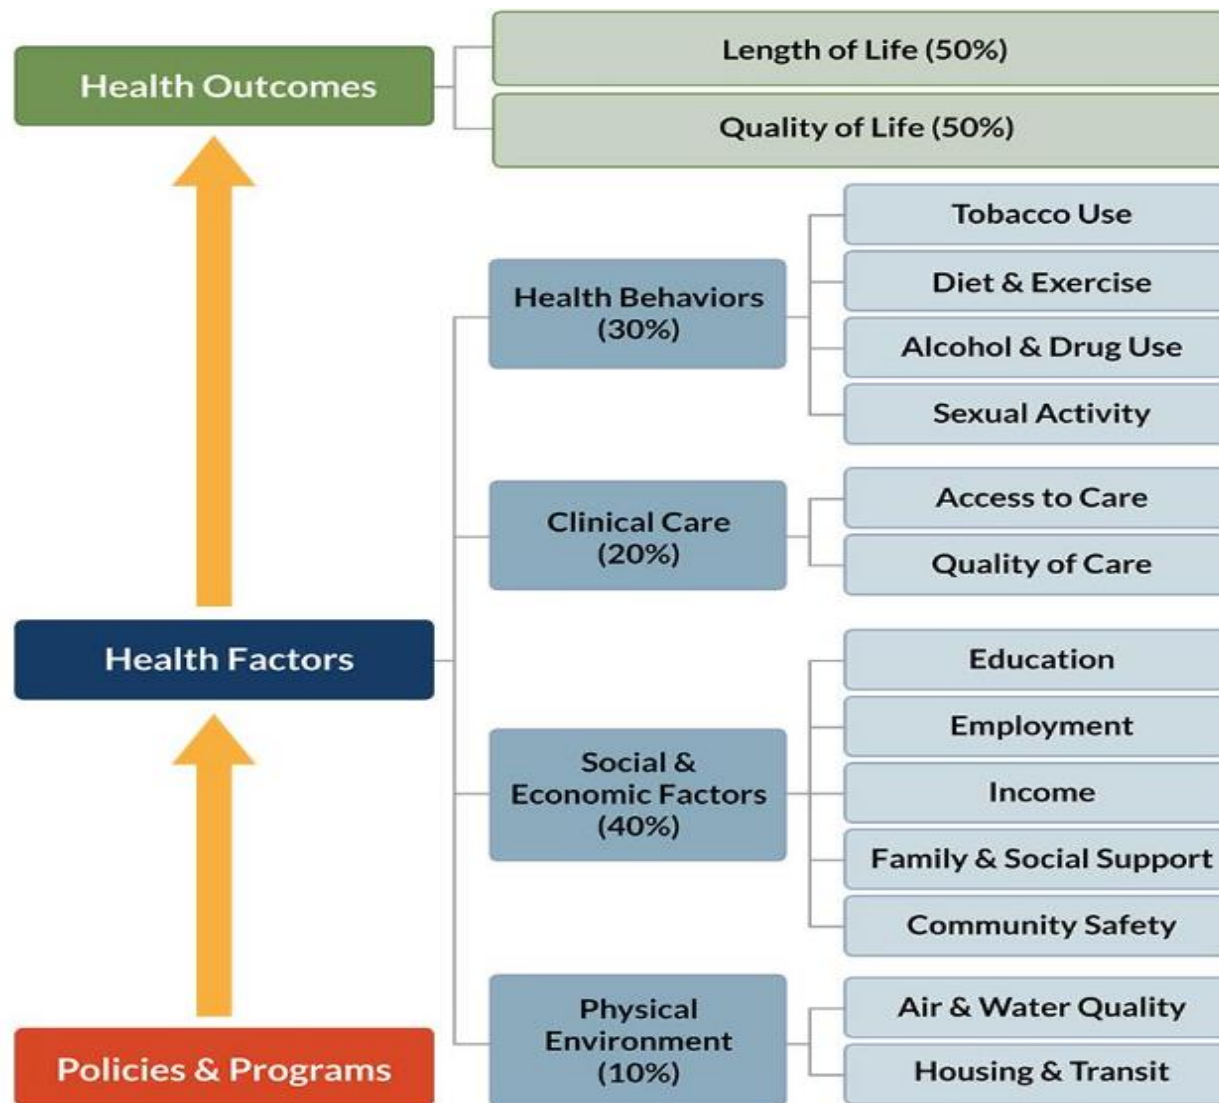 Health Outcomes
Length of Life (50%)
Quality of Life (50%)
Health Factors
Health Behaviors
(30%)
Tobacco Use
Diet & Exercise
Alcohol & Drug Use
Sexual Activity
Clinical Care
(20%)
Access to Care
Quality of Care
Social &
Economic Factors
(40%)
Education
Employment
Income
Family & Social Support
Community Safety
Physical
Environment
(10%)
Air & Water Quality
Housing & Transit
Policies & Programs